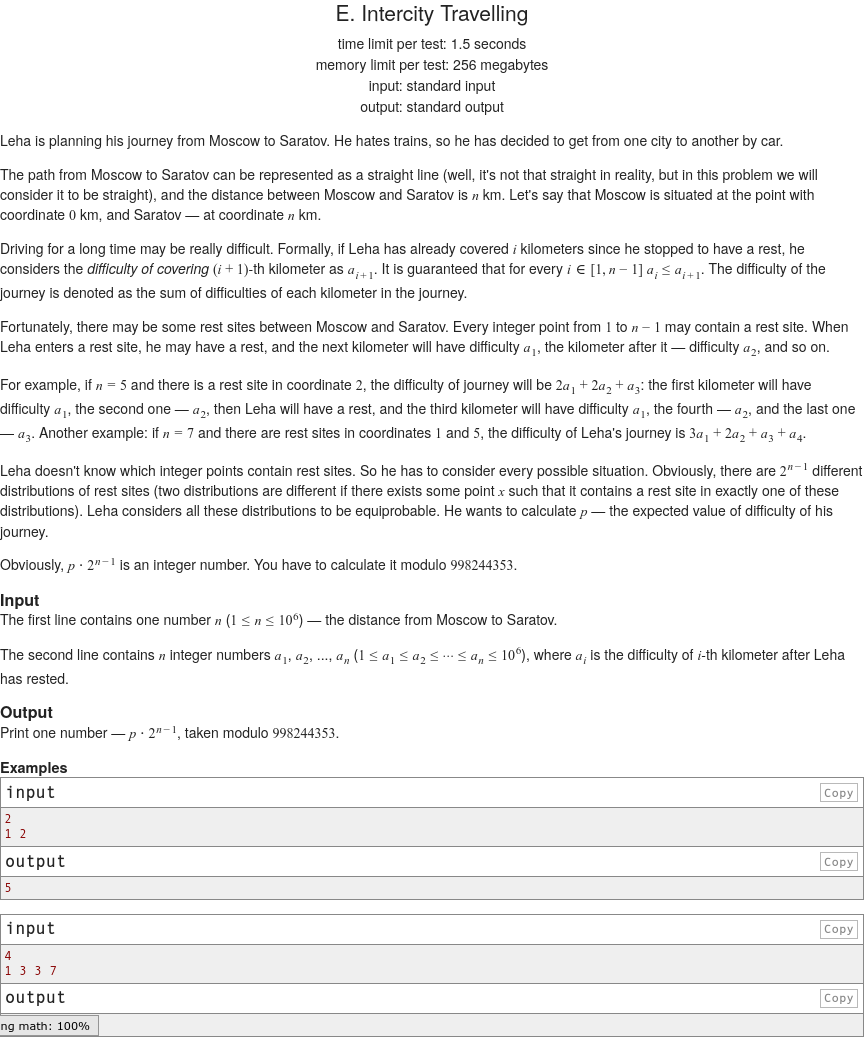 E. Intercity Travelling
time limit per test: 1.5 seconds
memory limit per test: 256 megabytes
input: standard input
output: standard output
Leha is planning his journey from Moscow to Saratov. He hates trains, so he has decided to get from one city to another by car.
The path from Moscow to Saratov can be represented as a straight line (well, it's not that straight in reality, but in this problem we will
consider it to be straight), and the distance between Moscow and Saratov is n km. Let's say that Moscow is situated at the point with
coordinate 0 km, and Saratov — at coordinate n km.
Driving for a long time may be really difficult. Formally, if Leha has already covered i kilometers since he stopped to have a rest, he
considers the difficulty of covering (i + 1)-th kilometer as a_{i+1}. It is guaranteed that for every i ∈ [1, n − 1] a_i ≤ a_{i+1}. The difficulty of the
journey is denoted as the sum of difficulties of each kilometer in the journey.
Fortunately, there may be some rest sites between Moscow and Saratov. Every integer point from 1 to n − 1 may contain a rest site. When
Leha enters a rest site, he may have a rest, and the next kilometer will have difficulty a_1, the kilometer after it — difficulty a_2, and so on.
For example, if n = 5 and there is a rest site in coordinate 2, the difficulty of journey will be 2a_1 + 2a_2 + a_3: the first kilometer will have
difficulty a_1, the second one — a_2, then Leha will have a rest, and the third kilometer will have difficulty a_1, the fourth — a_2, and the last one
— a_3. Another example: if n = 7 and there are rest sites in coordinates 1 and 5, the difficulty of Leha's journey is 3a_1 + 2a_2 + a_3 + a_4.
Leha doesn't know which integer points contain rest sites. So he has to consider every possible situation. Obviously, there are 2^{n−1} different
distributions of rest sites (two distributions are different if there exists some point x such that it contains a rest site in exactly one of these
distributions). Leha considers all these distributions to be equiprobable. He wants to calculate p — the expected value of difficulty of his
journey.
Obviously, p · 2^{n−1} is an integer number. You have to calculate it modulo 998244353.
Input
The first line contains one number n (1 ≤ n ≤ 10^6) — the distance from Moscow to Saratov.
The second line contains n integer numbers a_1, a_2, ..., a_n (1 ≤ a_1 ≤ a_2 ≤ ··· ≤ a_n ≤ 10^6), where a_i is the difficulty of i-th kilometer after Leha
has rested.
Output
Print one number — p · 2^{n−1}, taken modulo 998244353.
Examples
input Copy
2
1 2
output Copy
5
input Copy
4
1 3 3 7
output Copy
ng math: 100%